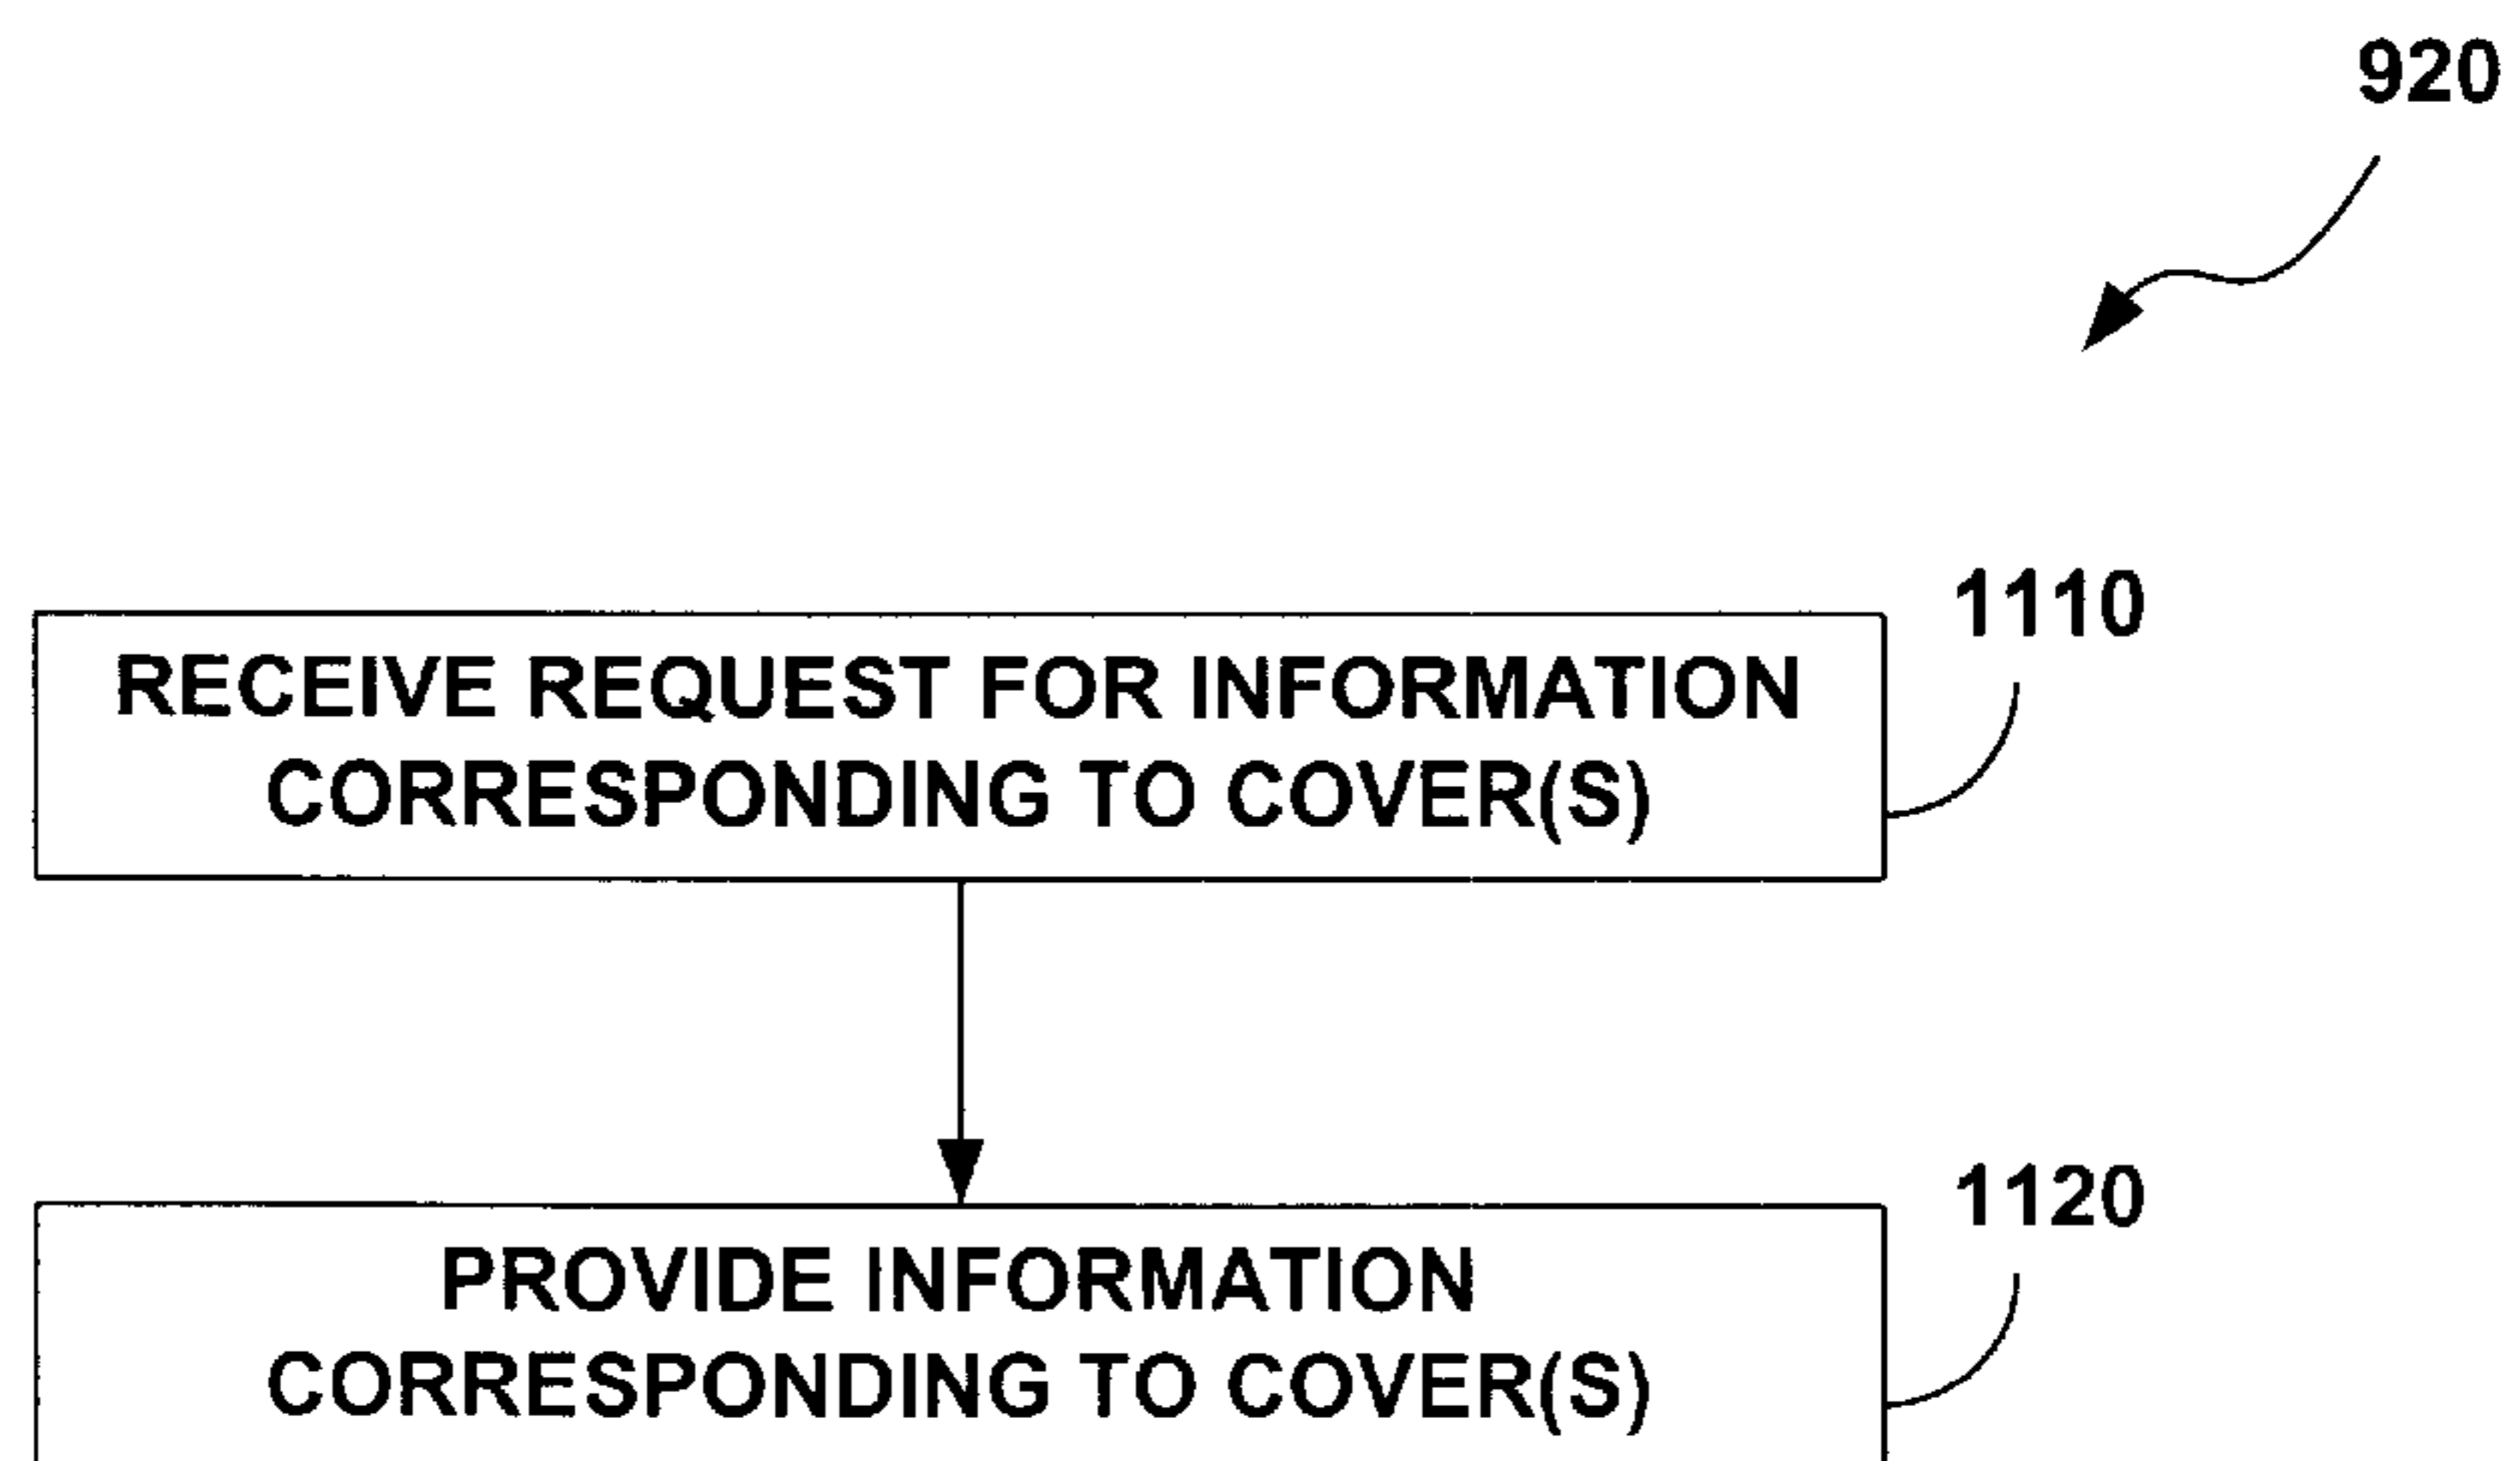 920
1110
RECEIVE REQUEST FOR INFORMATION
CORRESPONDING TO COVER(S)
1120
PROVIDE INFORMATION
CORRESPONDING TO COVER(S)